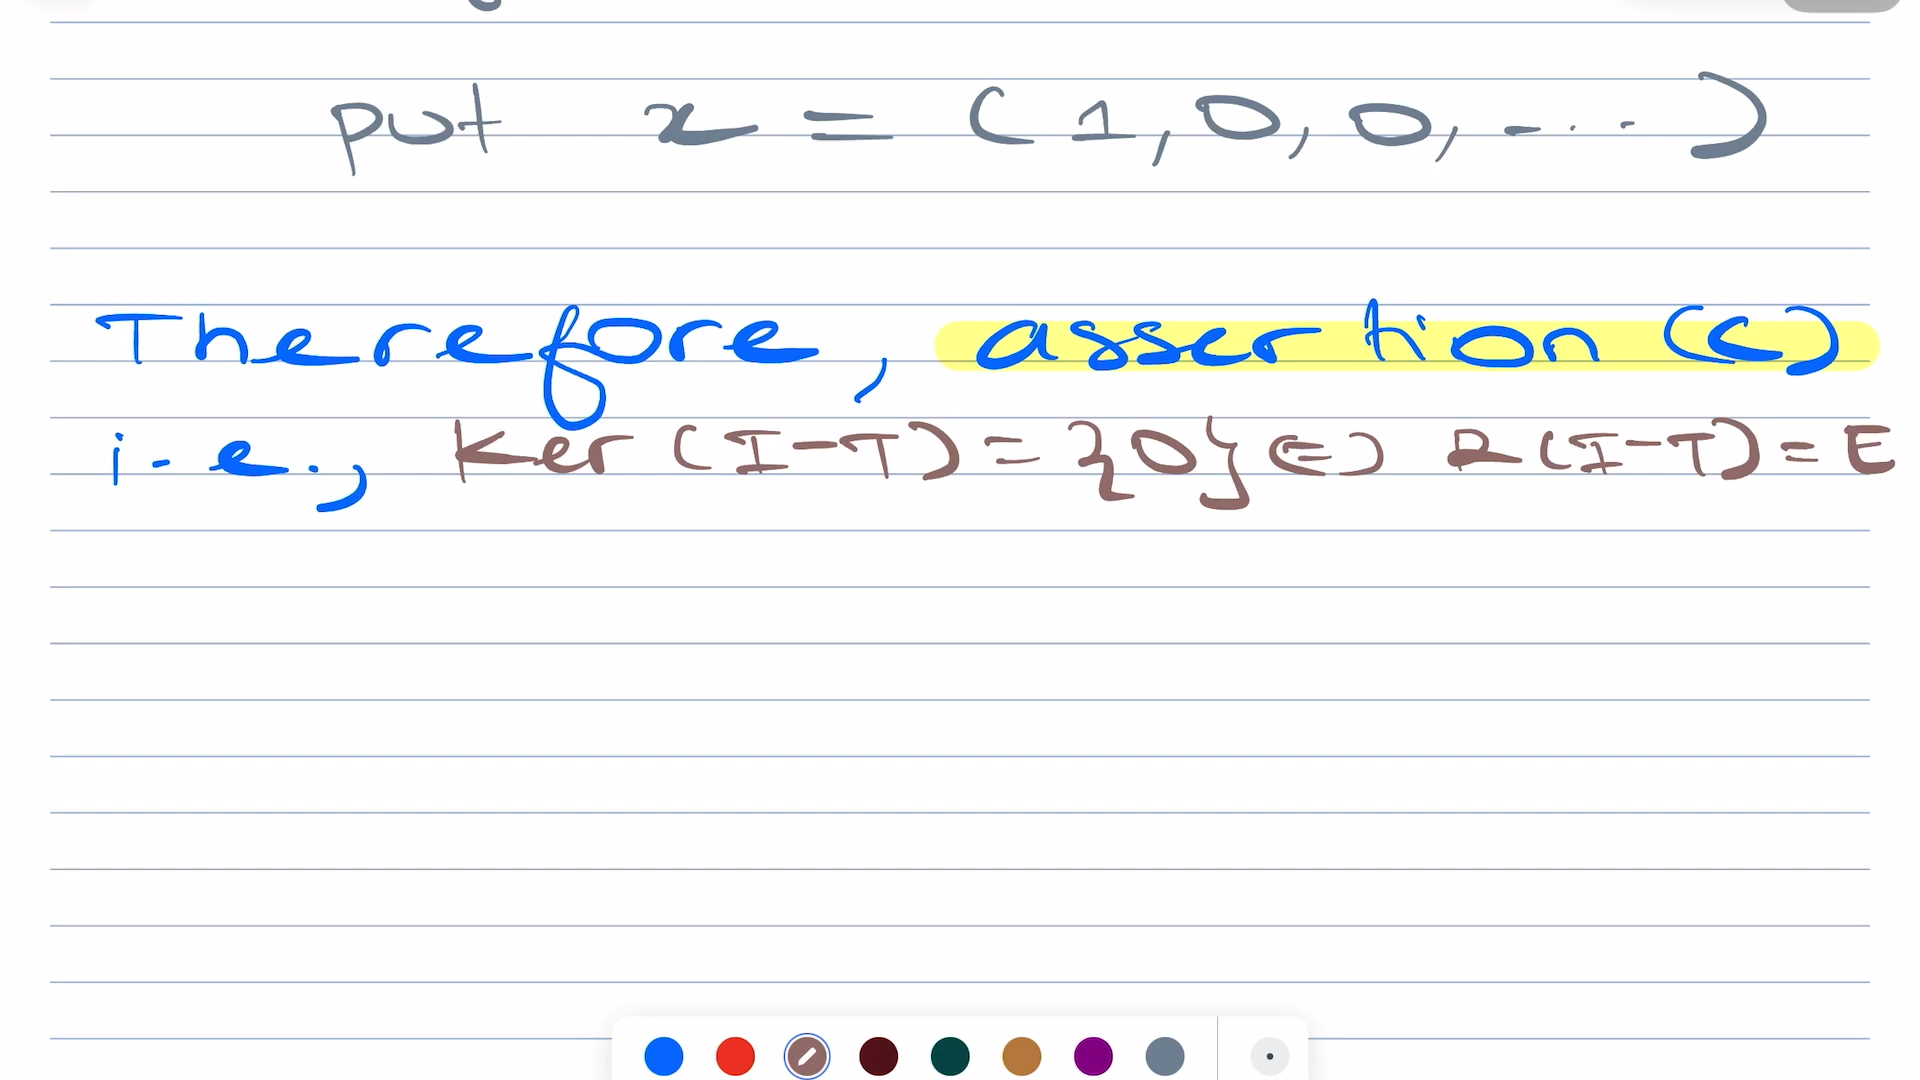 put x = (1, 0, 0, -...)
Therefore, assertion (c)
i.e., Ker (I-T) = {0} ⇔ R(I-T) = E